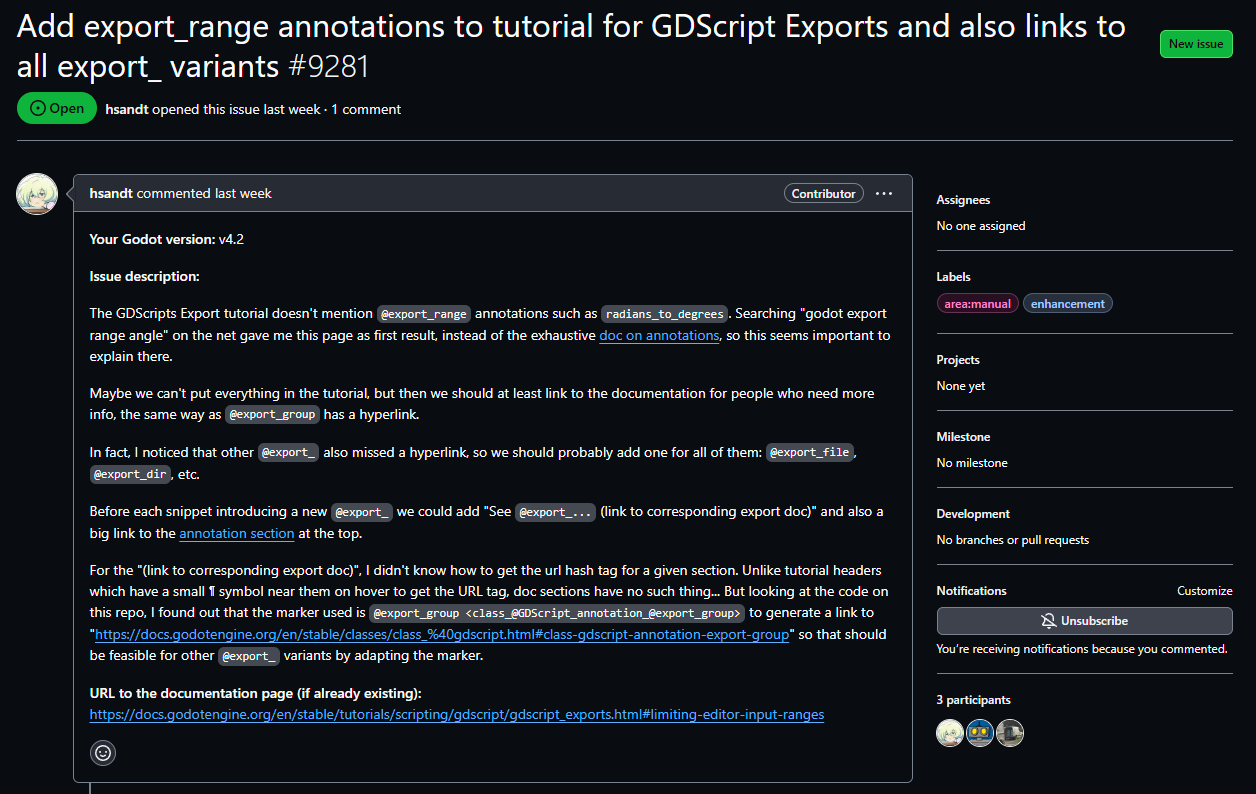 Add export_range annotations to tutorial for GDScript Exports and also links to
all export_ variants #9281
New issue
Open
hsandt opened this issue last week · 1 comment
hsandt commented last week
Contributor
Your Godot version: v4.2
Issue description:
The GDScripts Export tutorial doesn't mention @export_range annotations such as radians_to_degrees. Searching "godot export
range angle" on the net gave me this page as first result, instead of the exhaustive doc on annotations, so this seems important to
explain there.
Maybe we can't put everything in the tutorial, but then we should at least link to the documentation for people who need more
info, the same way as @export_group has a hyperlink.
In fact, I noticed that other @export_ also missed a hyperlink, so we should probably add one for all of them: @export_file,
@export_dir, etc.
Before each snippet introducing a new @export_ we could add "See @export_... (link to corresponding export doc)" and also a
big link to the annotation section at the top.
For the "(link to corresponding export doc)", I didn't know how to get the url hash tag for a given section. Unlike tutorial headers
which have a small ¶ symbol near them on hover to get the URL tag, doc sections have no such thing... But looking at the code on
this repo, I found out that the marker used is @export_group <class_@GDScript_annotation_@export_group> to generate a link to
"https://docs.godotengine.org/en/stable/classes/class_%40gdscript.html#class-gdscript-annotation-export-group" so that should
be feasible for other @export_ variants by adapting the marker.
URL to the documentation page (if already existing):
https://docs.godotengine.org/en/stable/tutorials/scripting/gdscript/gdscript_exports.html#limiting-editor-input-ranges
Assignees
No one assigned
Labels
area:manual
enhancement
Projects
None yet
Milestone
No milestone
Development
No branches or pull requests
Notifications
Customize
Unsubscribe
You're receiving notifications because you commented.
3 participants